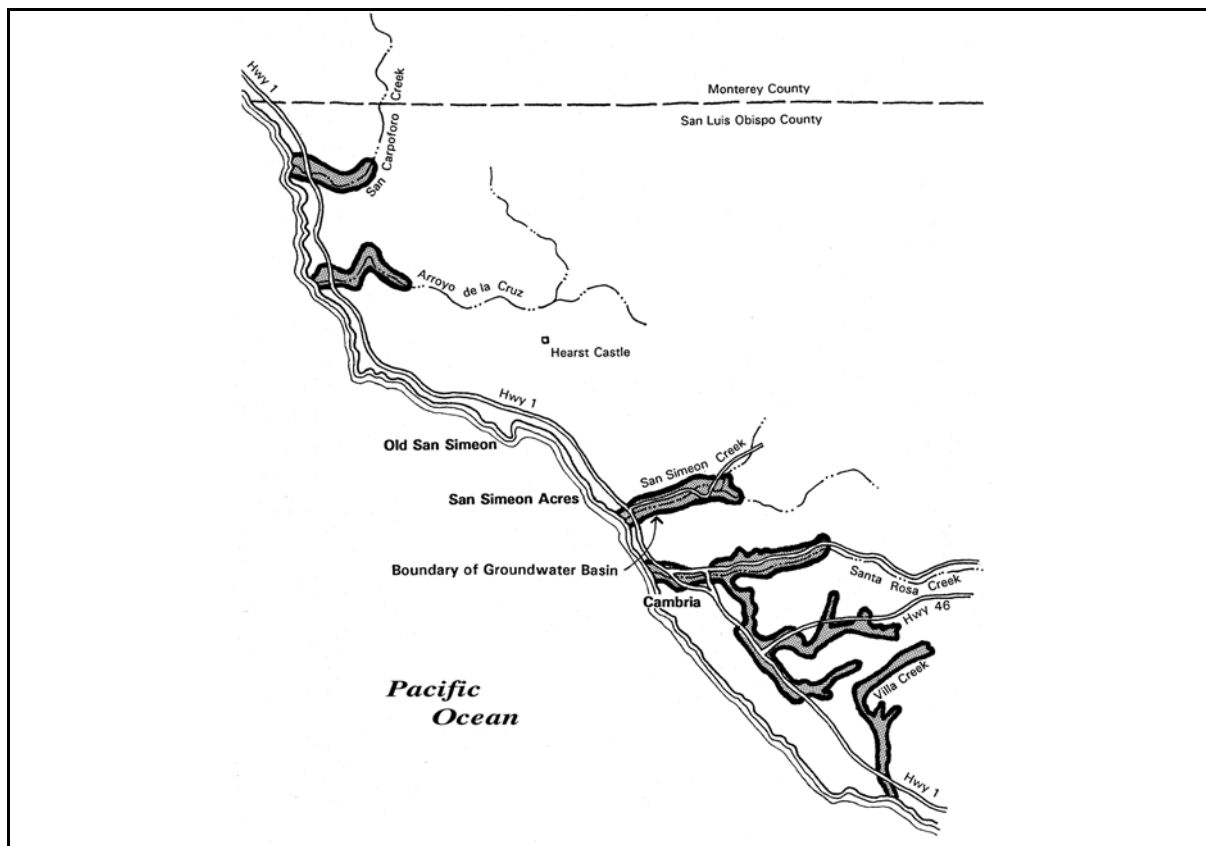 Hwy 1
San Carpoforo Creek
Monterey County
San Luis Obispo County
Arroyo de la Cruz
Hearst Castle
Hwy 1
Old San Simeon
San Simeon Creek
San Simeon Acres
Boundary of Groundwater Basin
Santa Rosa Creek
Cambria
Hwy 46
Villa Creek
Pacific
Ocean
Hwy 1